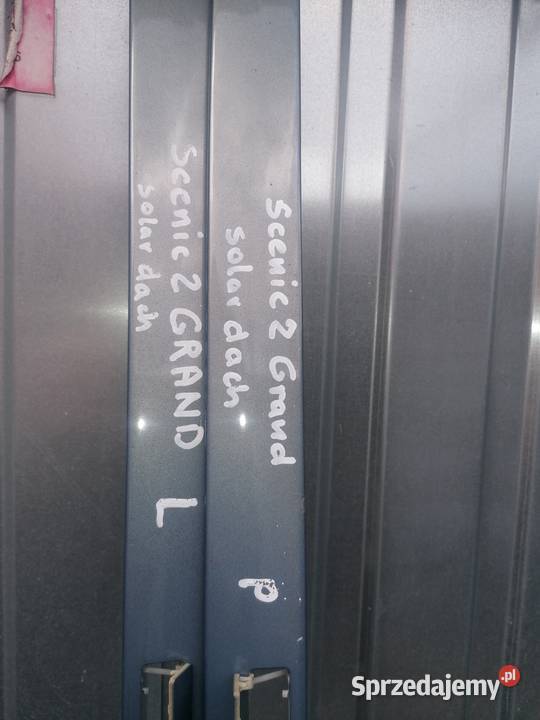 Scenic 2 GRAND
solar dach
L
Scenic 2 Grand
solar dach
P
Sprzedajemy.pl